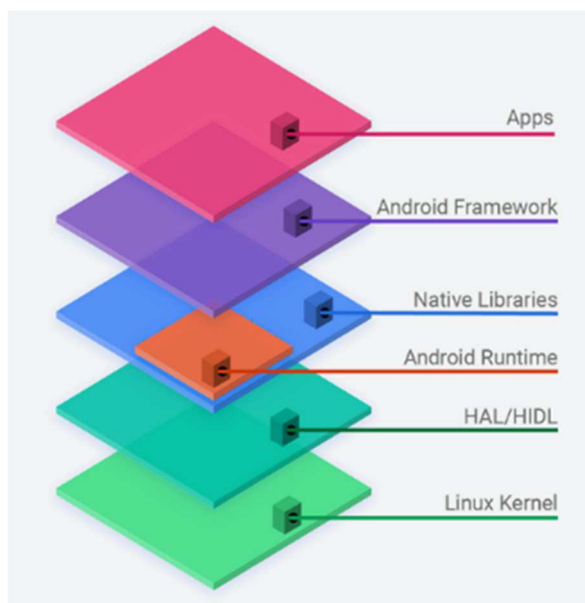 Apps
Android Framework
Native Libraries
Android Runtime
HAL/HIDL
Linux Kernel